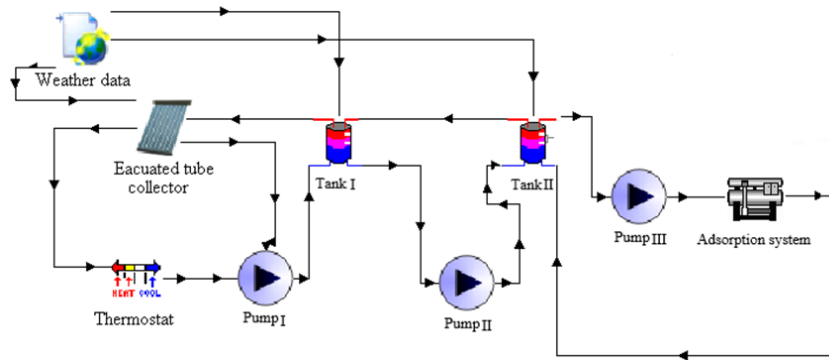 Weather data
Eacuated tube
collector
Tank I
Tank II
Pump III
Adsorption system
HEAT COOL
Thermostat
Pump I
Pump II